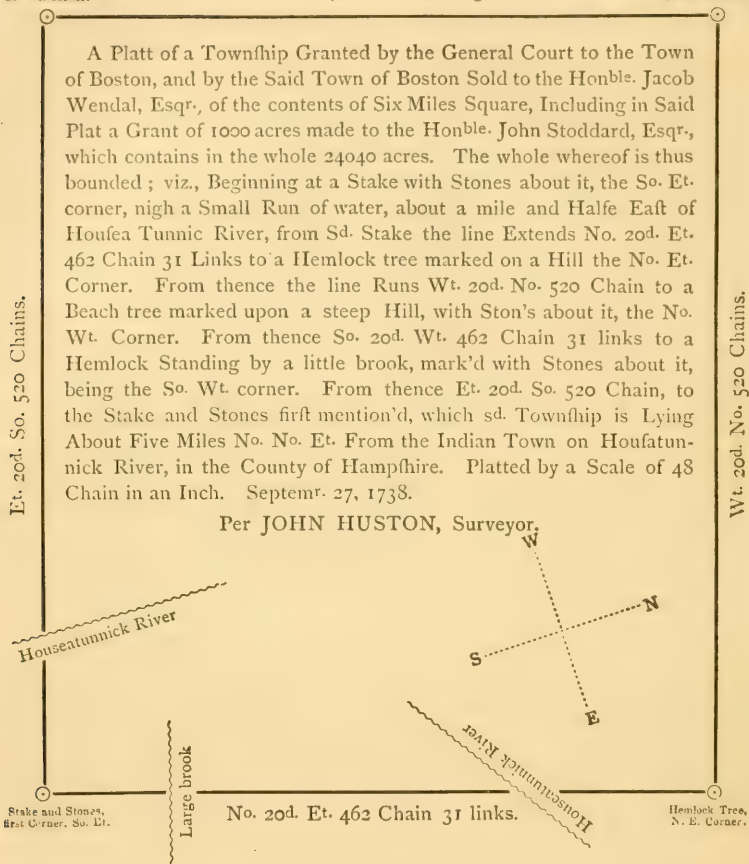 A Platt of a Townſhip Granted by the General Court to the Town
of Boston, and by the Said Town of Boston Sold to the Honble. Jacob
Wendal, Esqr., of the contents of Six Miles Square, Including in Said
Plat a Grant of 1000 acres made to the Honble. John Stoddard, Esqr.,
which contains in the whole 24040 acres. The whole whereof is thus
bounded ; viz., Beginning at a Stake with Stones about it, the So. Et.
corner, nigh a Small Run of water, about a mile and Halfe Eaſt of
Houſea Tunnic River, from Sd. Stake the line Extends No. 20d. Et.
462 Chain 31 Links to a Hemlock tree marked on a Hill the No. Et.
Corner. From thence the line Runs Wt. 20d. No. 520 Chain to a
Beach tree marked upon a steep Hill, with Ston's about it, the No.
Wt. Corner. From thence So. 20d. Wt. 462 Chain 31 links to a
Hemlock Standing by a little brook, mark'd with Stones about it,
being the So. Wt. corner. From thence Et. 20d. So. 520 Chain, to
the Stake and Stones firſt mention'd, which sd. Townſhip is Lying
About Five Miles No. No. Et. From the Indian Town on Houſatun-
nick River, in the County of Hampſhire. Platted by a Scale of 48
Chain in an Inch. Septemr. 27, 1738.
Per JOHN HUSTON, Surveyor.
Et. 20d. So. 520 Chains.
Wt. 20d. No. 520 Chains.
W
N
S
E
Houseatunnick River
Large brook
Houseatunnick River
Stake and Stones,
first Corner, So. Et.
No. 20d. Et. 462 Chain 31 links.
Hemlock Tree,
N. E. Corner.